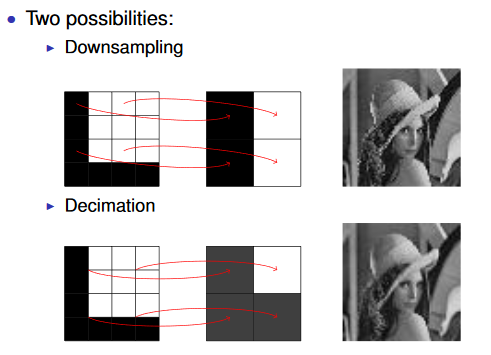 • Two possibilities:
► Downsampling
► Decimation